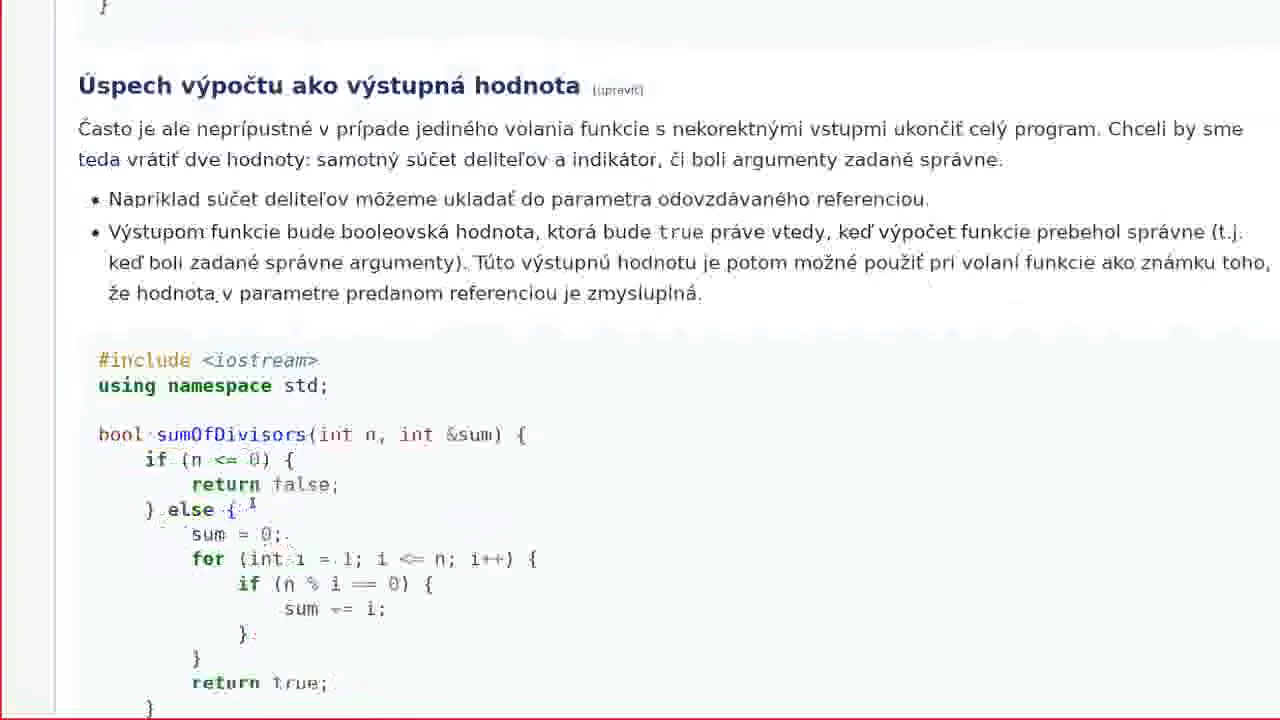 }
Úspech výpočtu ako výstupná hodnota [upraviť]
Často je ale neprípustné v prípade jediného volania funkcie s nekorektnými vstupmi ukončiť celý program. Chceli by sme
teda vrátiť dve hodnoty: samotný súčet deliteľov a indikátor, či boli argumenty zadané správne.
• Napríklad súčet deliteľov môžeme ukladať do parametra odovzdávaného referenciou.
• Výstupom funkcie bude booleovská hodnota, ktorá bude true práve vtedy, keď výpočet funkcie prebehol správne (t.j.
keď boli zadané správne argumenty). Túto výstupnú hodnotu je potom možné použiť pri volaní funkcie ako známku toho,
že hodnota v parametre predanom referenciou je zmysluplná.
#include <iostream>
using namespace std;
bool sumOfDivisors(int n, int &sum) {
if (n <= 0) {
return false;
} else {
sum = 0;
for (int i = 1; i <= n; i++) {
if (n % i == 0) {
sum += i;
}
}
return true;
}